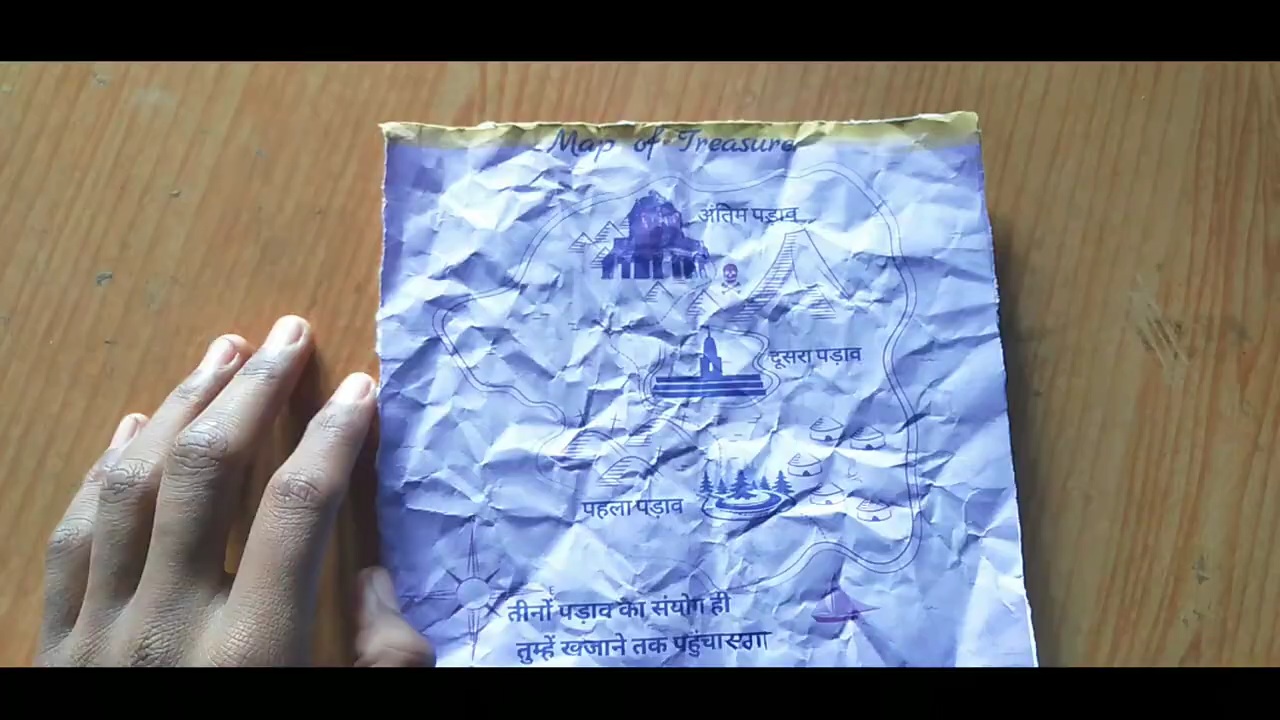 Map of Treasure
अंतिम पड़ाव
दूसरा पड़ाव
पहला पड़ाव
E
तीनों पड़ाव का संयोग ही
तुम्हें खजाने तक पहुंचाएगा